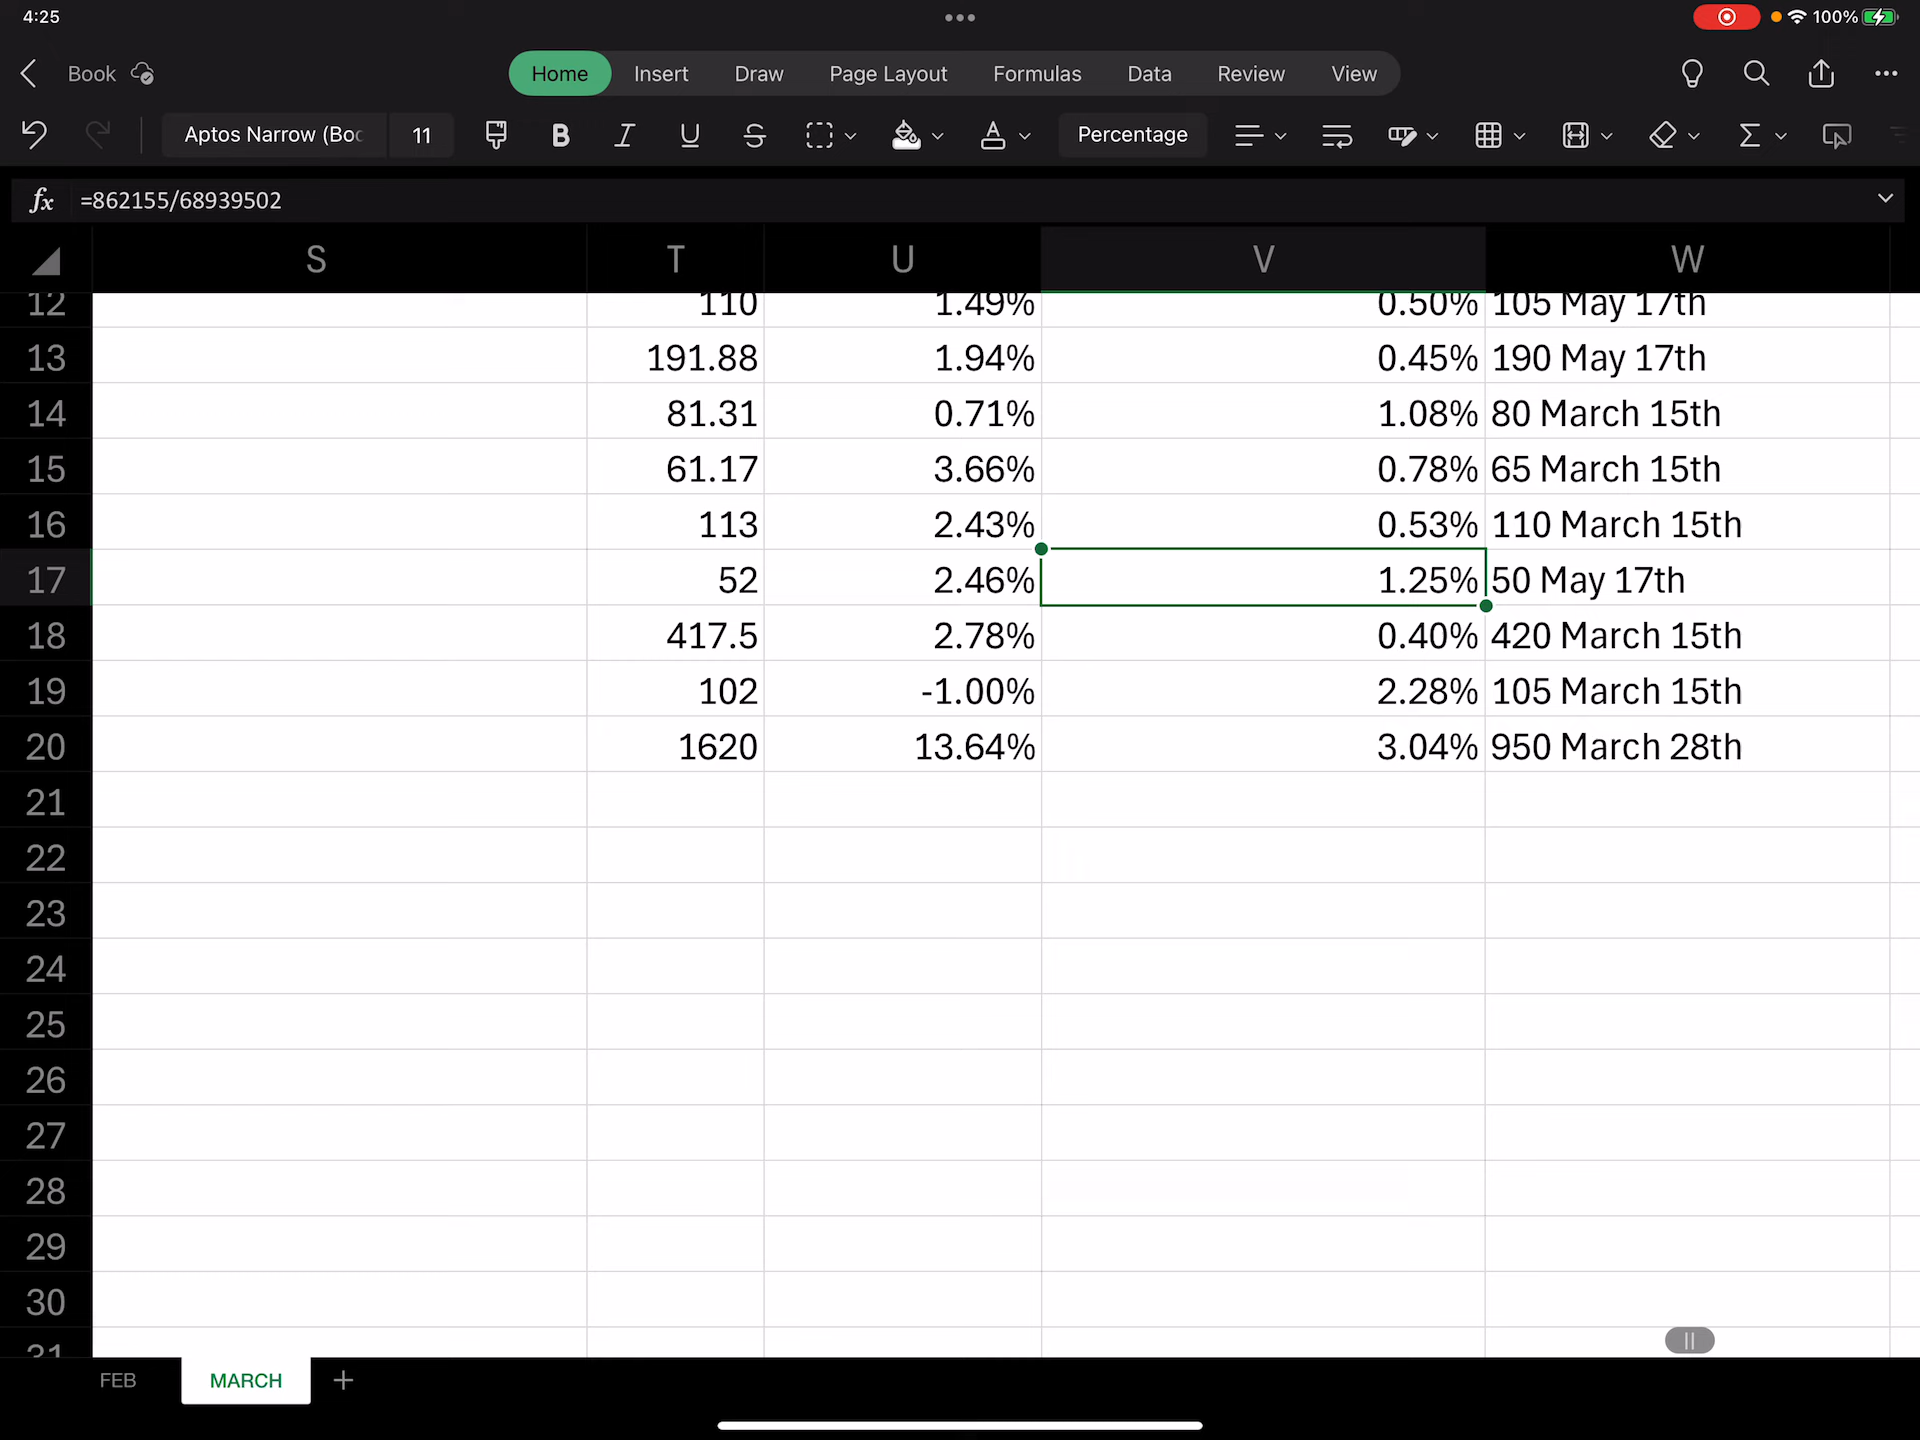 4:25
100%
Book
Home Insert Draw Page Layout Formulas Data Review View
Aptos Narrow (Boc 11 B I U S A Percentage
fx =862155/68939502
S T U V W
12 110 1.49% 0.50% 105 May 17th
13 191.88 1.94% 0.45% 190 May 17th
14 81.31 0.71% 1.08% 80 March 15th
15 61.17 3.66% 0.78% 65 March 15th
16 113 2.43% 0.53% 110 March 15th
17 52 2.46% 1.25% 50 May 17th
18 417.5 2.78% 0.40% 420 March 15th
19 102 -1.00% 2.28% 105 March 15th
20 1620 13.64% 3.04% 950 March 28th
21
22
23
24
25
26
27
28
29
30
31
FEB MARCH +